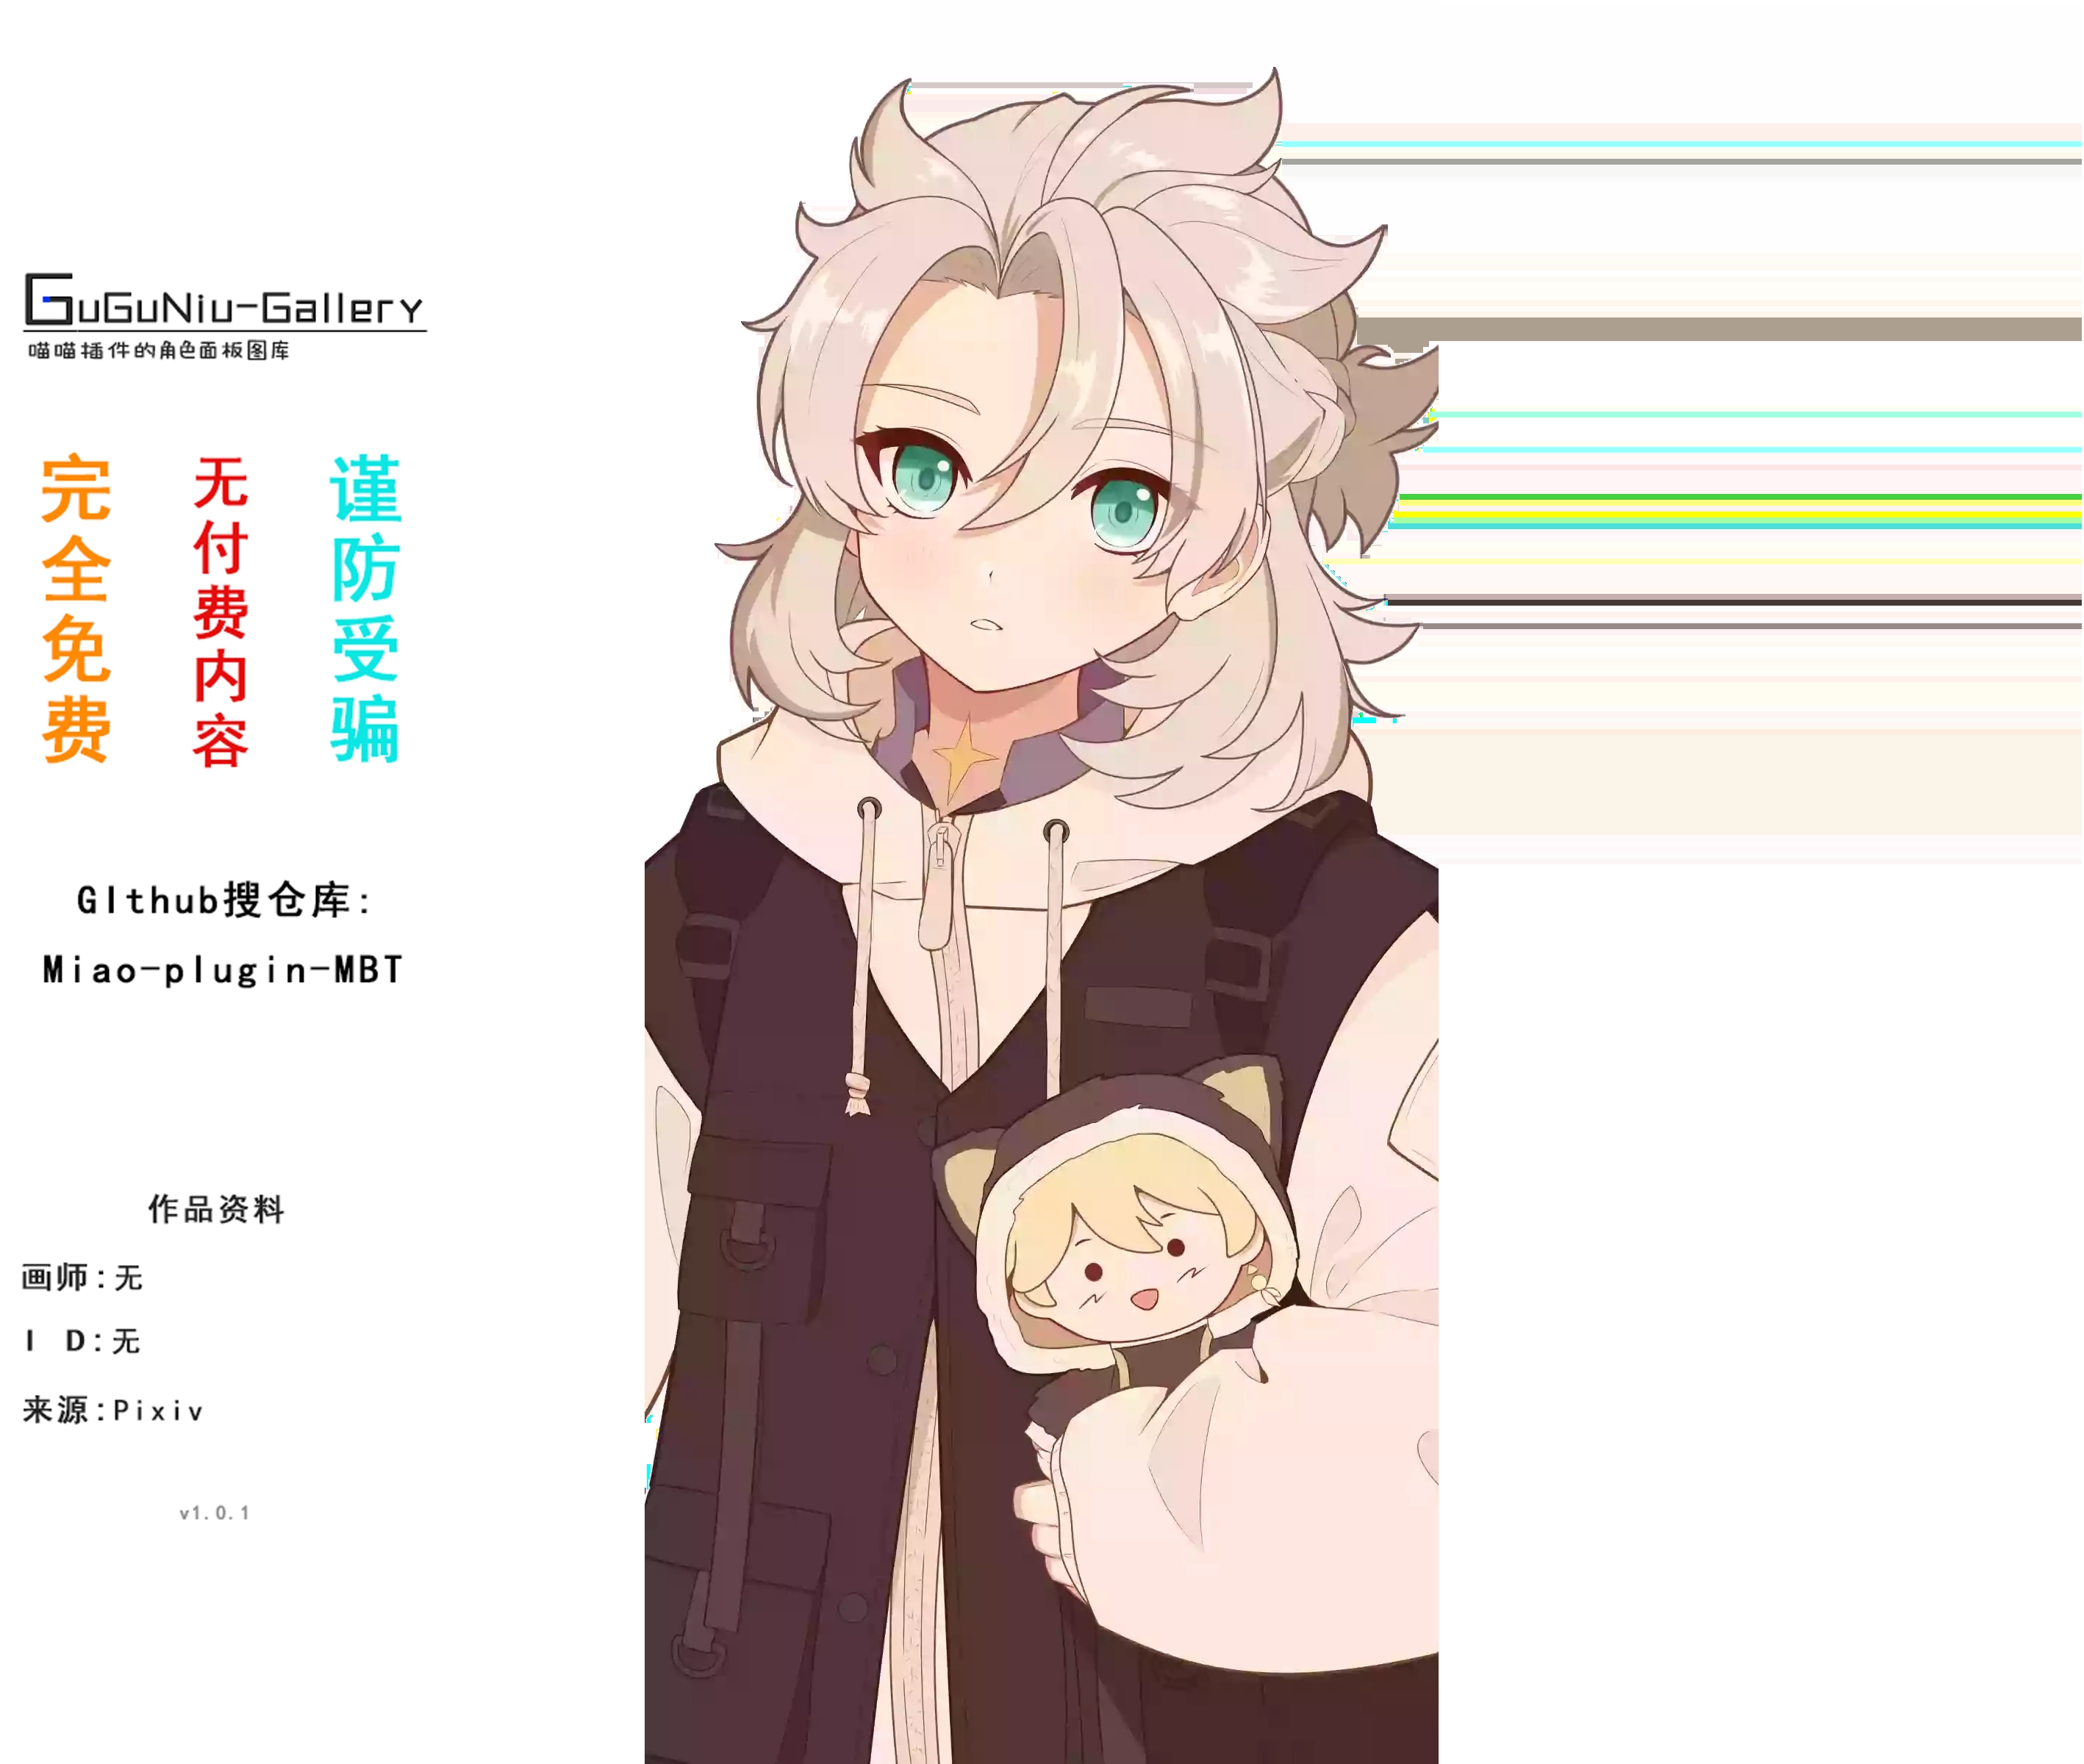 GuGuNiu-Gallery
喵喵插件的角色面板图库
完全免费
无付费内容
谨防受骗
GIthub搜仓库:
Miao-plugin-MBT
作品资料
画师:无
I D:无
来源:Pixiv
v1.0.1